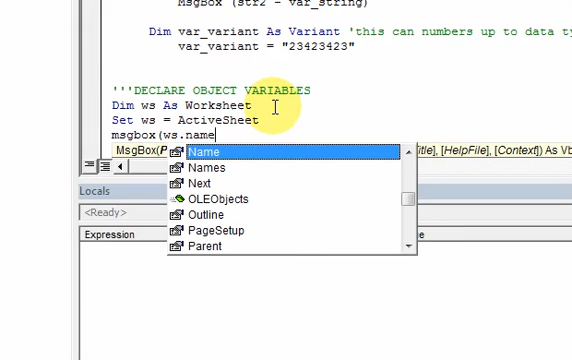 MsgBox (str2 - var_string)
Dim var_variant As Variant 'this can numbers up to data ty
var_variant = "23423423"
'''DECLARE OBJECT VARIABLES
Dim ws As Worksheet
Set ws = ActiveSheet
msgbox(ws.name
MsgBox(P
itle], [HelpFile], [Context]) As Vb
Name
Names
Next
OLEObjects
Outline
PageSetup
Parent
Locals
<Ready>
Expression